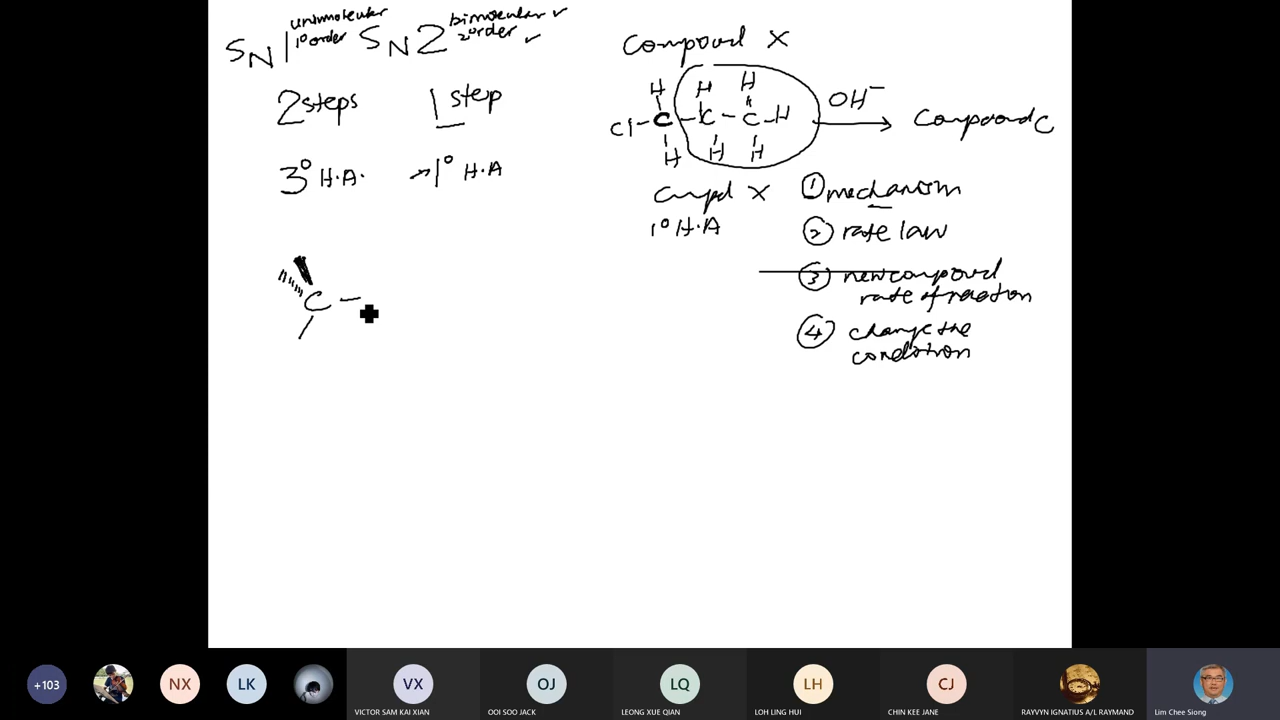 unimolecular
1° order
SN1
bimolecular ✓
2° order ✓
SN2
2 steps
1 step
3° H.A.
→ 1° H.A
C
Compound X
H H H
Cl - C - C - C - H
H H H
OH⁻
Compound C
Cmpd X
1° H.A
① mechanism
② rate law
③ new compound
rate of reaction
④ change the
condition
+103
NX
LK
VX
VICTOR SAM KAI XIAN
OJ
OOI SOO JACK
LQ
LEONG XUE QIAN
LH
LOH LING HUI
CJ
CHIN KEE JANE
RAYVYN IGNATIUS A/L RAYMAND
Lim Chee Siong